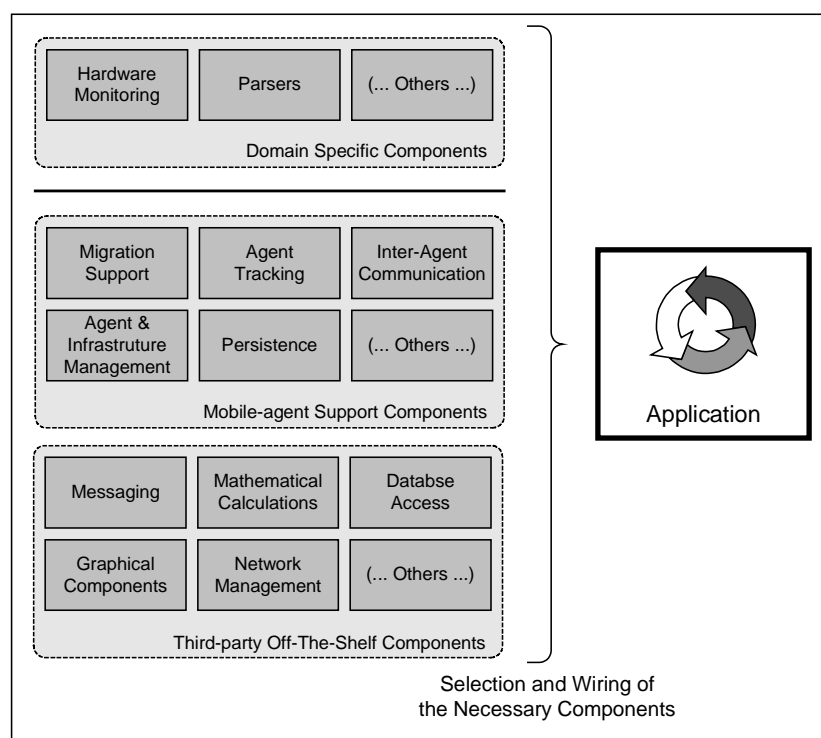 Hardware
Monitoring
Parsers
(... Others ...)
Domain Specific Components
Migration
Support
Agent
Tracking
Inter-Agent
Communication
Agent &
Infrastruture
Management
Persistence
(... Others ...)
Mobile-agent Support Components
Messaging
Mathematical
Calculations
Databse
Access
Graphical
Components
Network
Management
(... Others ...)
Third-party Off-The-Shelf Components
Application
Selection and Wiring of
the Necessary Components